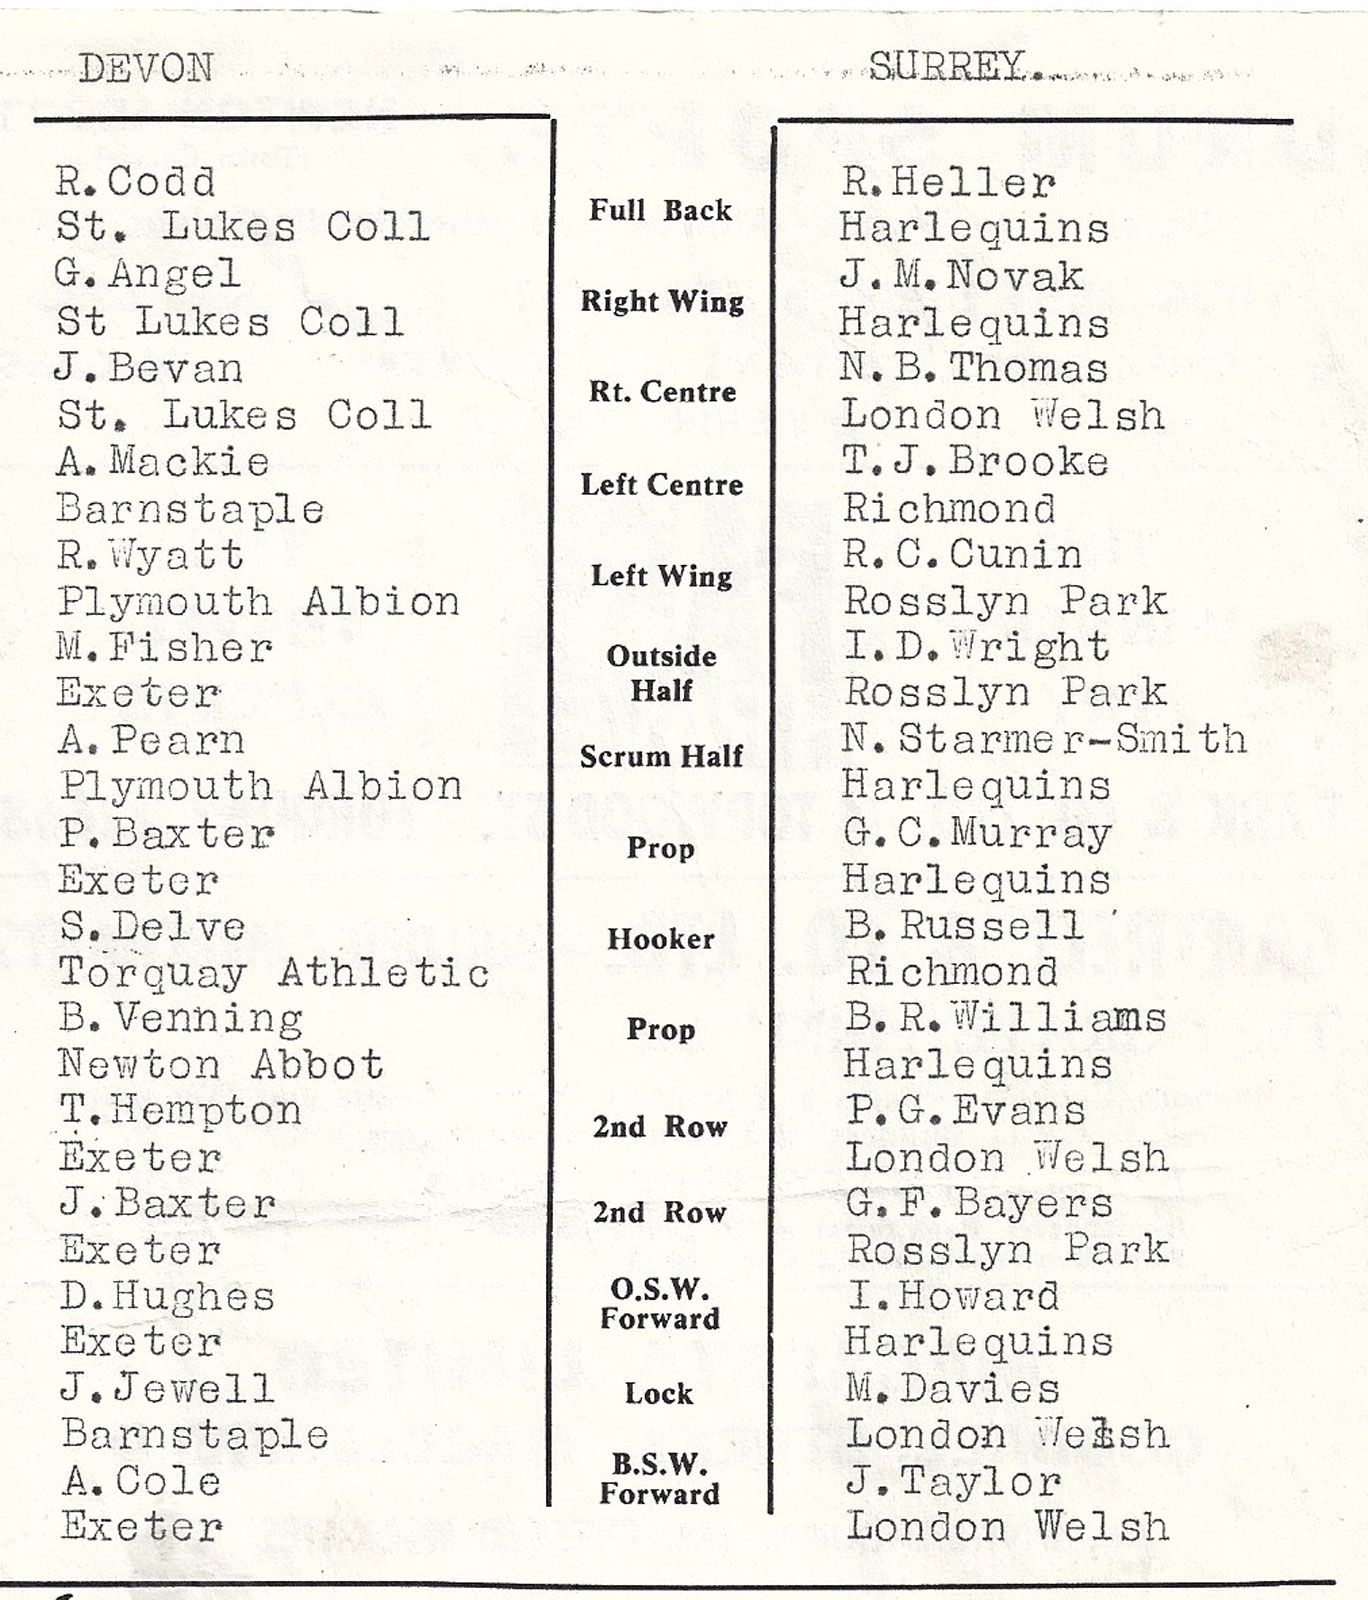 DEVON
SURREY.
R.Codd
St. Lukes Coll
G.Angel
St Lukes Coll
J.Bevan
St. Lukes Coll
A.Mackie
Barnstaple
R.Wyatt
Plymouth Albion
M.Fisher
Exeter
A.Pearn
Plymouth Albion
P.Baxter
Exeter
S.Delve
Torquay Athletic
B.Venning
Newton Abbot
T.Hempton
Exeter
J.Baxter
Exeter
D.Hughes
Exeter
J.Jewell
Barnstaple
A.Cole
Exeter
Full Back
Right Wing
Rt. Centre
Left Centre
Left Wing
Outside
Half
Scrum Half
Prop
Hooker
Prop
2nd Row
2nd Row
O.S.W.
Forward
Lock
B.S.W.
Forward
R.Heller
Harlequins
J.M.Novak
Harlequins
N.B.Thomas
London Welsh
T.J.Brooke
Richmond
R.C.Cunin
Rosslyn Park
I.D.Wright
Rosslyn Park
N.Starmer-Smith
Harlequins
G.C.Murray
Harlequins
B.Russell
Richmond
B.R.Williams
Harlequins
P.G.Evans
London Welsh
G.F.Bayers
Rosslyn Park
I.Howard
Harlequins
M.Davies
London Welsh
J.Taylor
London Welsh